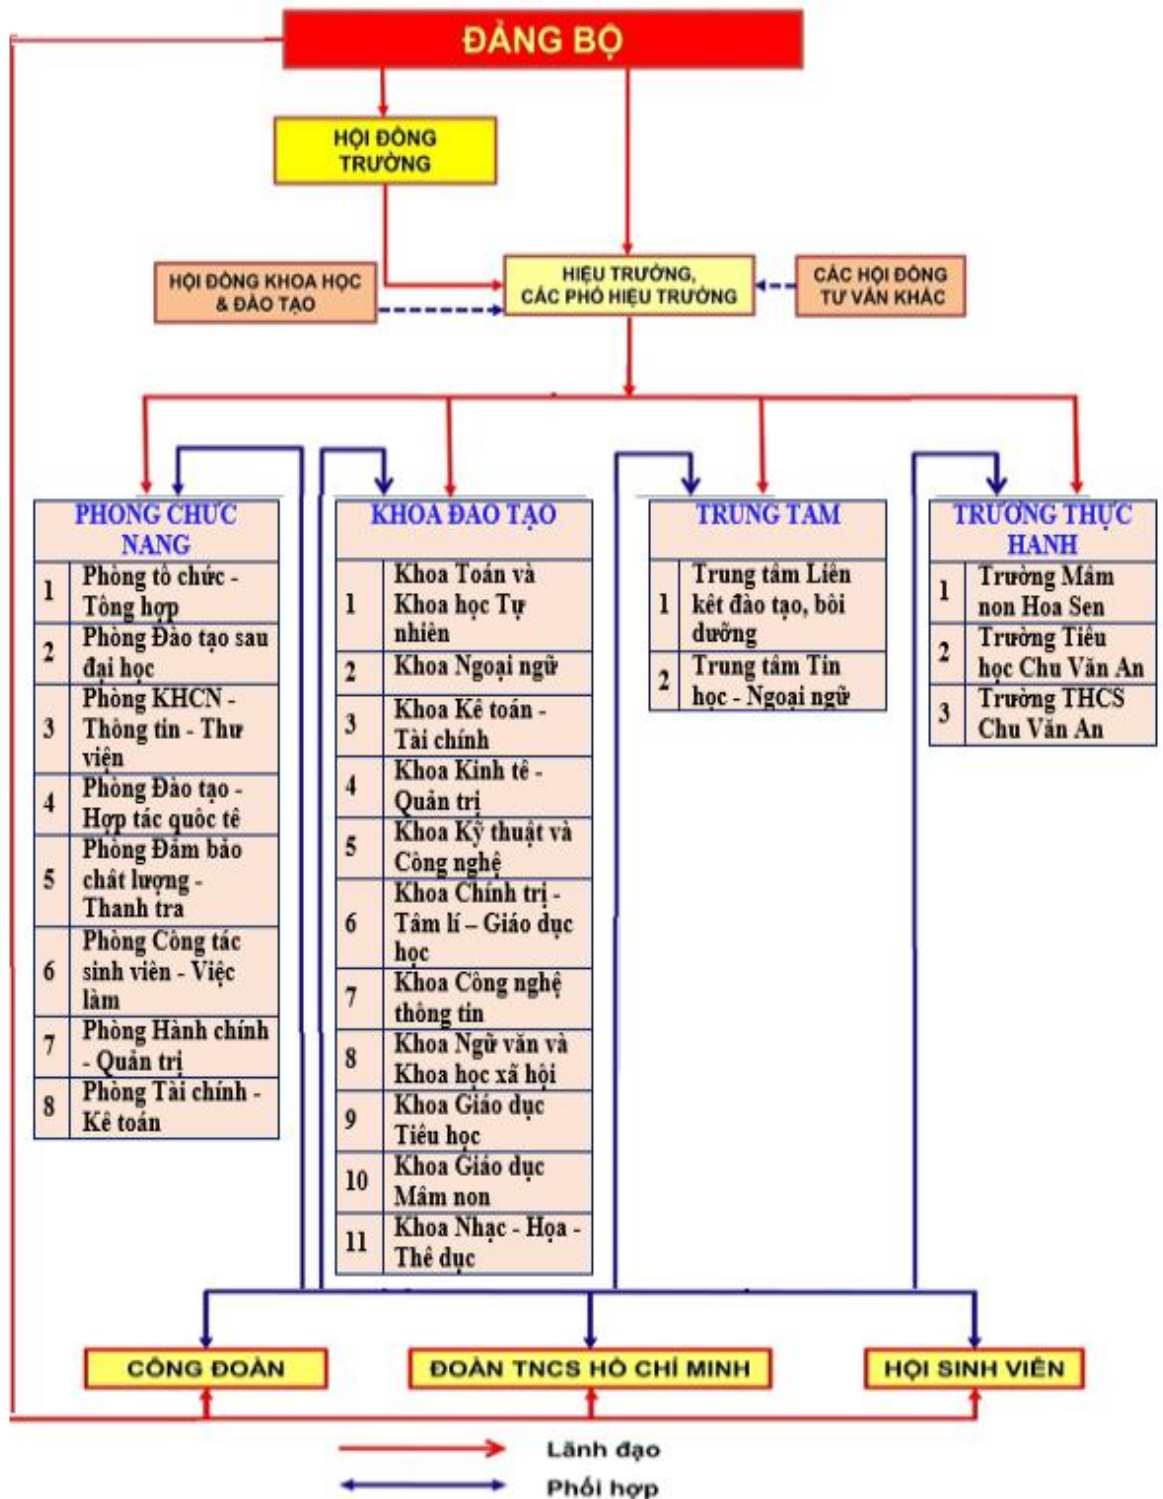 ĐẢNG BỘ
HỘI ĐỒNG
TRƯỜNG
HỘI ĐỒNG KHOA HỌC
& ĐÀO TẠO
HIỆU TRƯỞNG,
CÁC PHÓ HIỆU TRƯỞNG
CÁC HỘI ĐỒNG
TƯ VẤN KHÁC
PHONG CHƯC
NANG
1 Phòng tổ chức -
Tổng hợp
2 Phòng Đào tạo sau
đại học
3 Phòng KHCN -
Thông tin - Thư
viện
4 Phòng Đào tạo -
Hợp tác quốc tế
5 Phòng Đảm bảo
chất lượng -
Thanh tra
6 Phòng Công tác
sinh viên - Việc
làm
7 Phòng Hành chính
- Quản trị
8 Phòng Tài chính -
Kế toán
KHOA ĐAO TẠO
1 Khoa Toán và
Khoa học Tự
nhiên
2 Khoa Ngoại ngữ
3 Khoa Kế toán -
Tài chính
4 Khoa Kinh tế -
Quản trị
5 Khoa Kỹ thuật và
Công nghệ
6 Khoa Chính trị -
Tâm lí – Giáo dục
học
7 Khoa Công nghệ
thông tin
8 Khoa Ngữ văn và
Khoa học xã hội
9 Khoa Giáo dục
Tiểu học
10 Khoa Giáo dục
Mầm non
11 Khoa Nhạc - Họa -
Thể dục
TRUNG TAM
1 Trung tâm Liên
kết đào tạo, bồi
dưỡng
2 Trung tâm Tin
học - Ngoại ngữ
TRƯƠNG THỰC
HANH
1 Trường Mầm
non Hoa Sen
2 Trường Tiểu
học Chu Văn An
3 Trường THCS
Chu Văn An
CÔNG ĐOÀN
ĐOÀN TNCS HỒ CHÍ MINH
HỘI SINH VIÊN
Lãnh đạo
Phối hợp